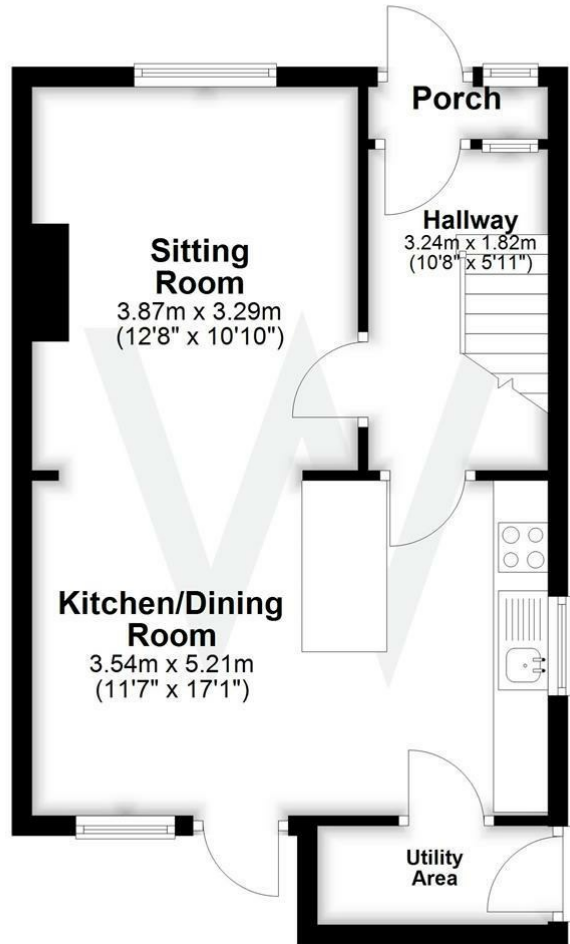 Porch
Hallway
3.24m x 1.82m
(10'8" x 5'11")
Sitting
Room
3.87m x 3.29m
(12'8" x 10'10")
Kitchen/Dining
Room
3.54m x 5.21m
(11'7" x 17'1")
Utility
Area